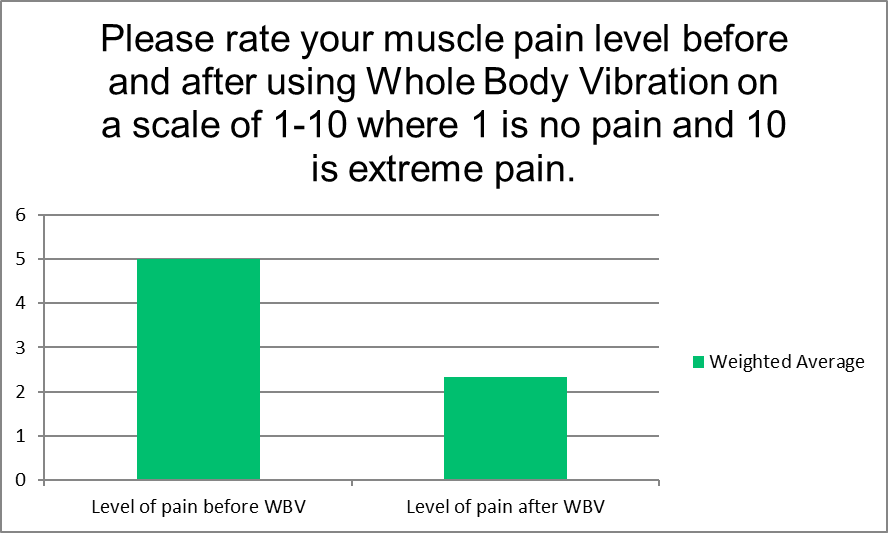 Please rate your muscle pain level before
and after using Whole Body Vibration on
a scale of 1-10 where 1 is no pain and 10
is extreme pain.
6
5
4
3
2
1
0
Level of pain before WBV
Level of pain after WBV
Weighted Average